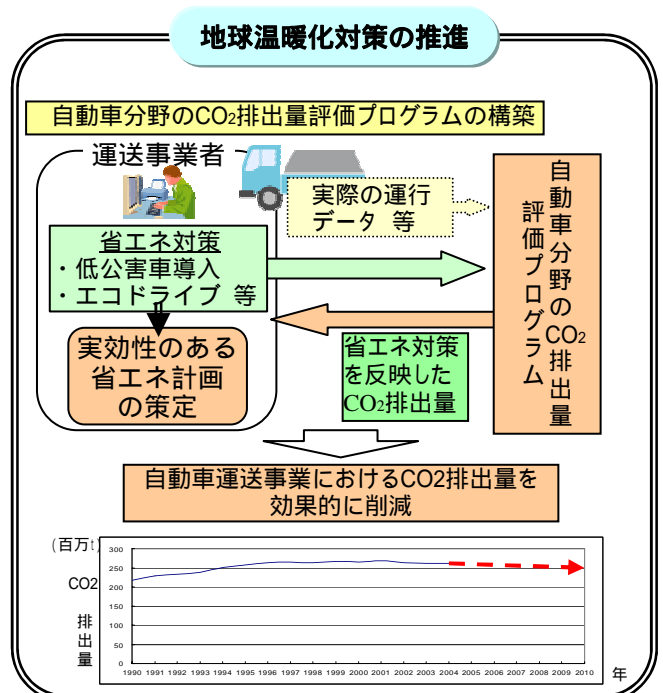 地球温暖化対策の推進
自動車分野のCO₂排出量評価プログラムの構築
運送事業者
実際の運行
データ 等
省エネ対策
・低公害車導入
・エコドライブ 等
実効性のある
省エネ計画
の策定
自動車分野のCO₂排出量
評価プログラム
省エネ対策
を反映した
CO₂排出量
自動車運送事業におけるCO2排出量を
効果的に削減
(百万t)
CO2
排
出
量
300
250
200
150
100
50
0
1990 1991 1992 1993 1994 1995 1996 1997 1998 1999 2000 2001 2002 2003 2004 2005 2006 2007 2008 2009 2010
年